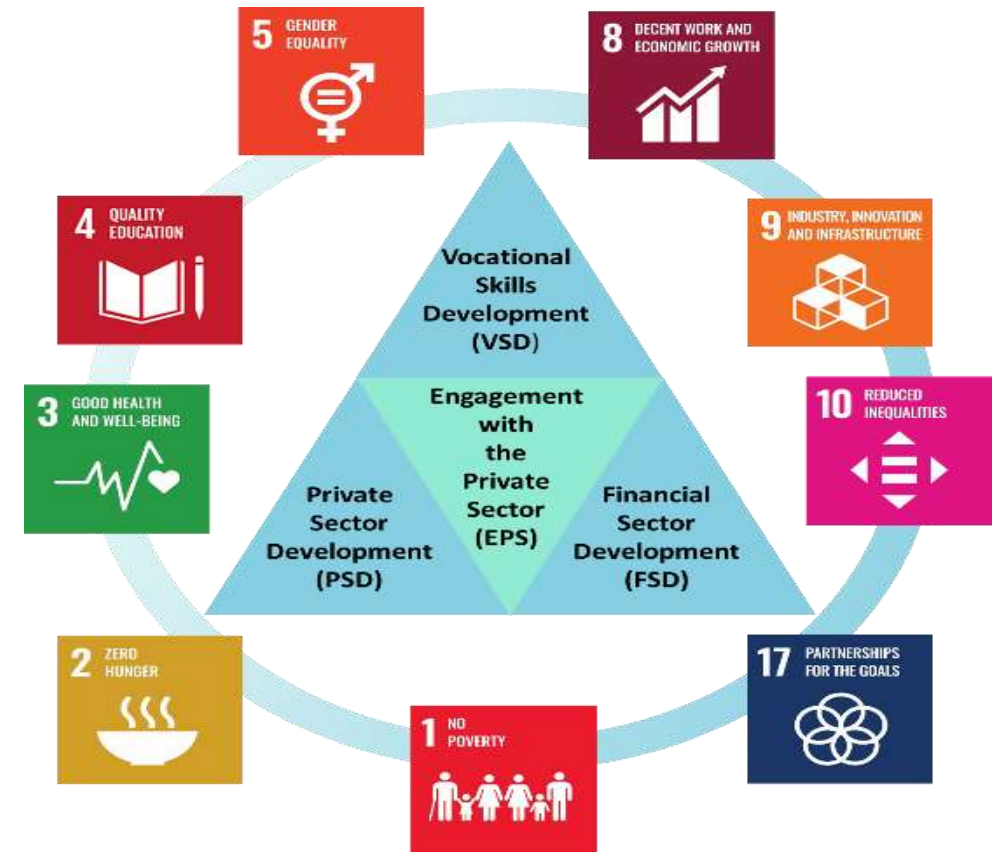 5 GENDER
EQUALITY
8 DECENT WORK AND
ECONOMIC GROWTH
4 QUALITY
EDUCATION
9 INDUSTRY, INNOVATION
AND INFRASTRUCTURE
Vocational
Skills
Development
(VSD)
3 GOOD HEALTH
AND WELL-BEING
Engagement
with
the
Private
Sector
(EPS)
10 REDUCED
INEQUALITIES
Private
Sector
Development
(PSD)
Financial
Sector
Development
(FSD)
2 ZERO
HUNGER
17 PARTNERSHIPS
FOR THE GOALS
1 NO
POVERTY